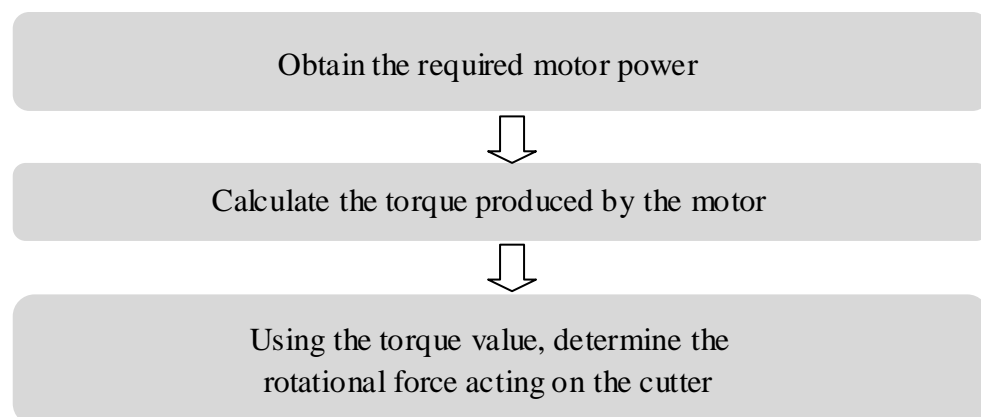 Obtain the required motor power
Calculate the torque produced by the motor
Using the torque value, determine the
rotational force acting on the cutter